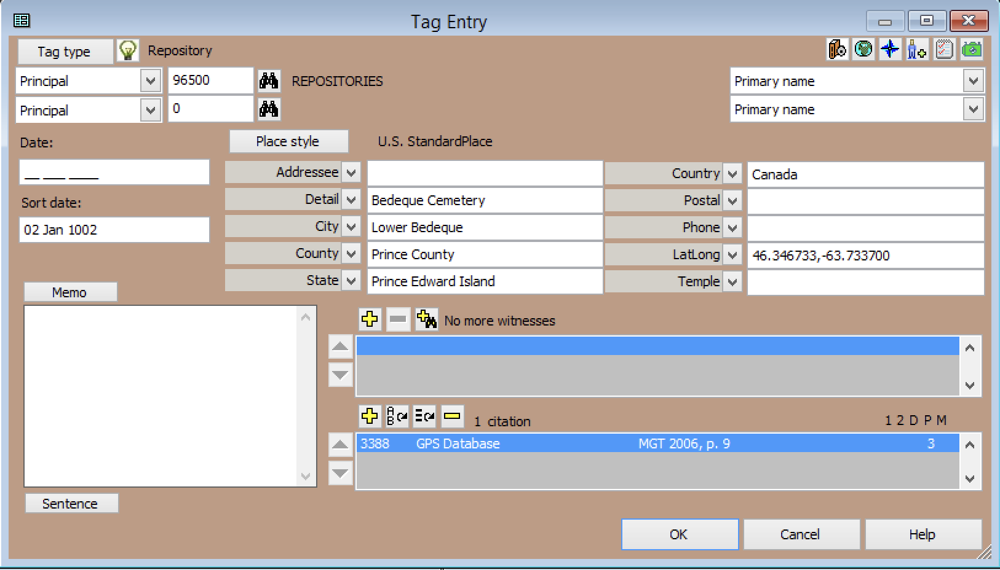 Tag Entry
Tag type Repository
Principal 96500 REPOSITORIES Primary name
Principal 0 Primary name
Date: Place style U.S. StandardPlace
__ ___ ____ Addressee Country Canada
Sort date: Detail Bedeque Cemetery Postal
02 Jan 1002 City Lower Bedeque Phone
County Prince County LatLong 46.346733,-63.733700
State Prince Edward Island Temple
Memo
No more witnesses
A
B
1 citation 1 2 D P M
3388 GPS Database MGT 2006, p. 9 3
Sentence
OK Cancel Help